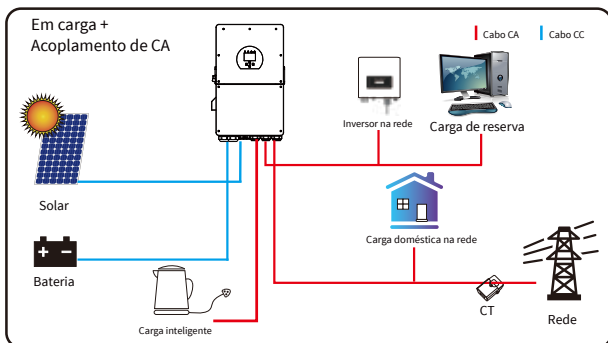 Em carga +
Acoplamento de CA
Cabo CA
Cabo CC
Inversor na rede
Carga de reserva
Solar
Carga doméstica na rede
Bateria
CT
Rede
Carga inteligente